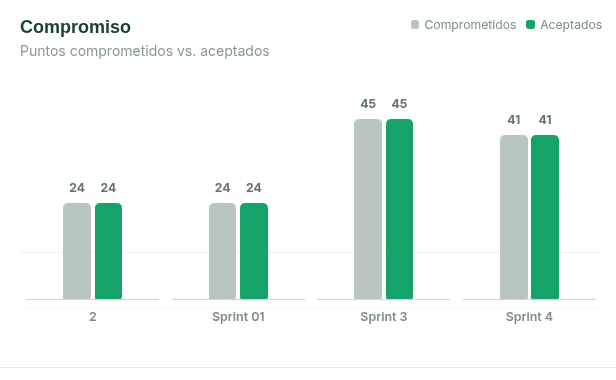 Compromiso
Comprometidos Aceptados
Puntos comprometidos vs. aceptados
45 45
41 41
24 24 24 24
2 Sprint 01 Sprint 3 Sprint 4